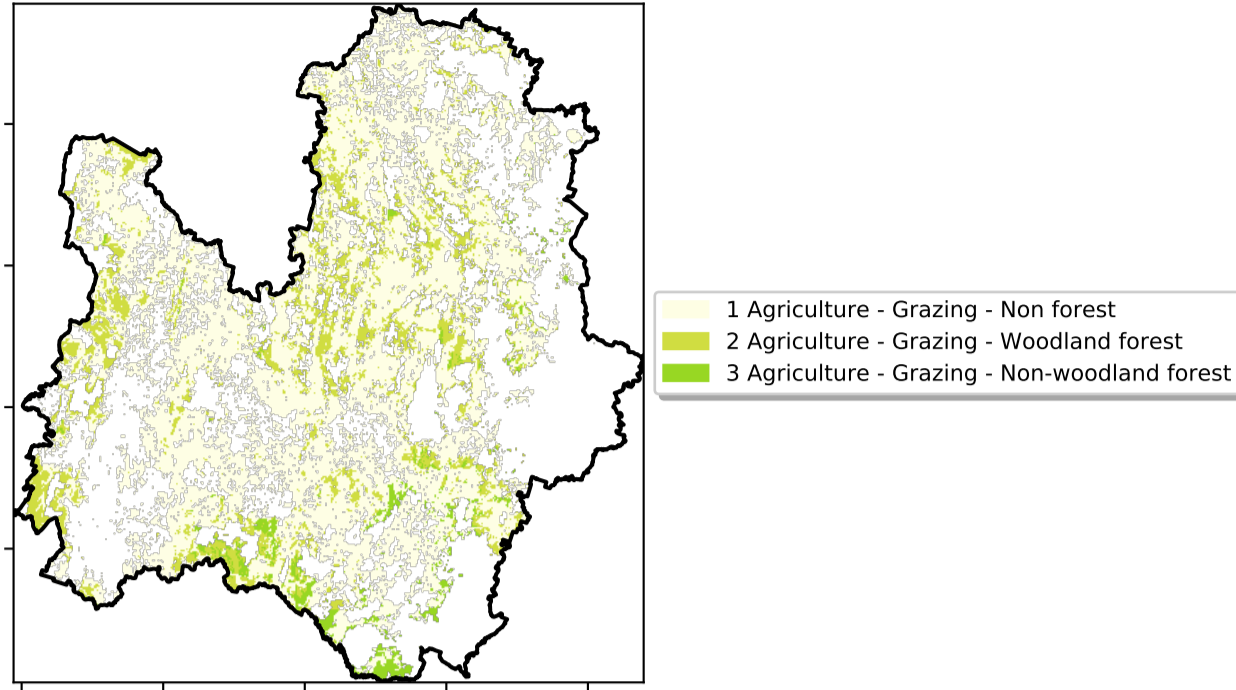 1 Agriculture - Grazing - Non forest
2 Agriculture - Grazing - Woodland forest
3 Agriculture - Grazing - Non-woodland forest